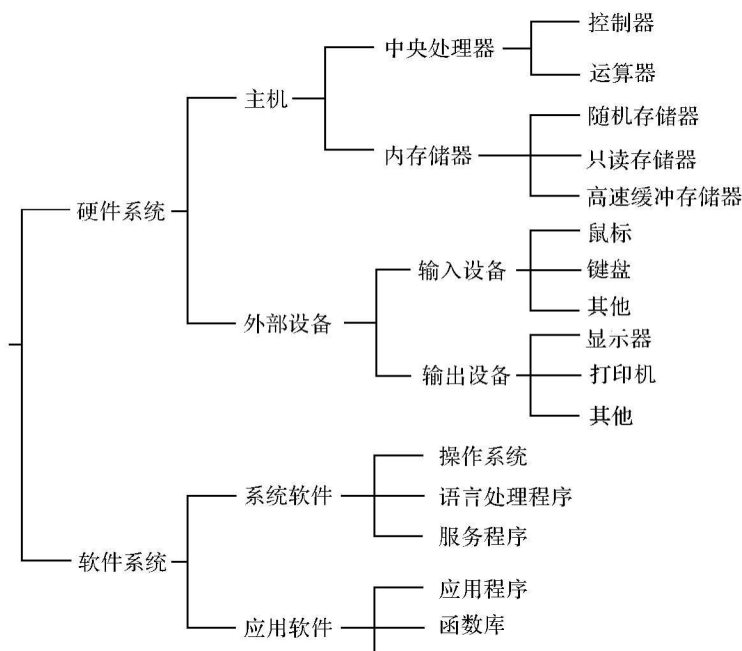 控制器
中央处理器
运算器
主机
随机存储器
内存储器
只读存储器
高速缓冲存储器
硬件系统
鼠标
输入设备
键盘
其他
外部设备
显示器
输出设备
打印机
其他
操作系统
系统软件
语言处理程序
服务程序
软件系统
应用程序
应用软件
函数库